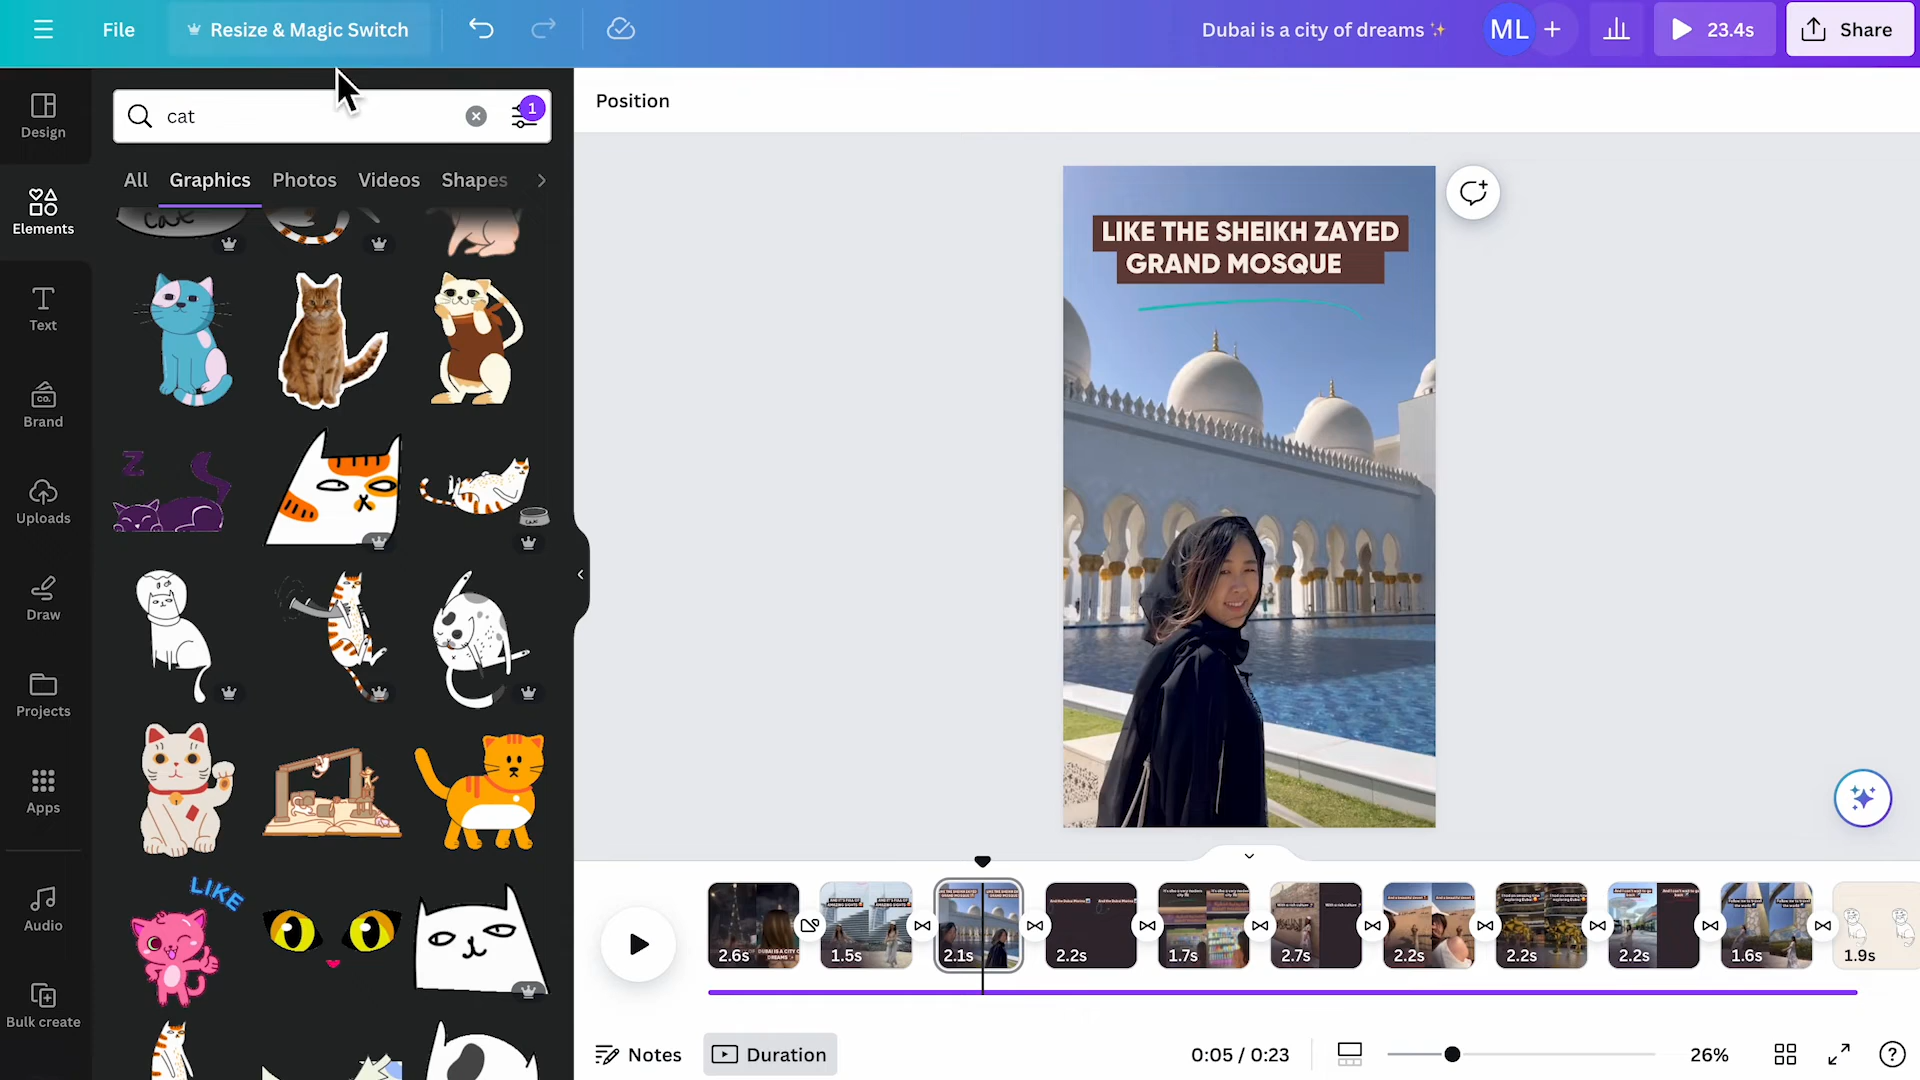 File
Resize & Magic Switch
Dubai is a city of dreams ✨
ML
+
23.4s
Share
Design
Elements
Text
Brand
co.
Uploads
Draw
Projects
Apps
Audio
Bulk create
cat
1
All
Graphics
Photos
Videos
Shapes
cat
Z
LIKE
Position
LIKE THE SHEIKH ZAYED
GRAND MOSQUE
2.6s
1.5s
2.1s
2.2s
1.7s
2.7s
2.2s
2.2s
2.2s
1.6s
1.9s
Notes
Duration
0:05 / 0:23
26%
?